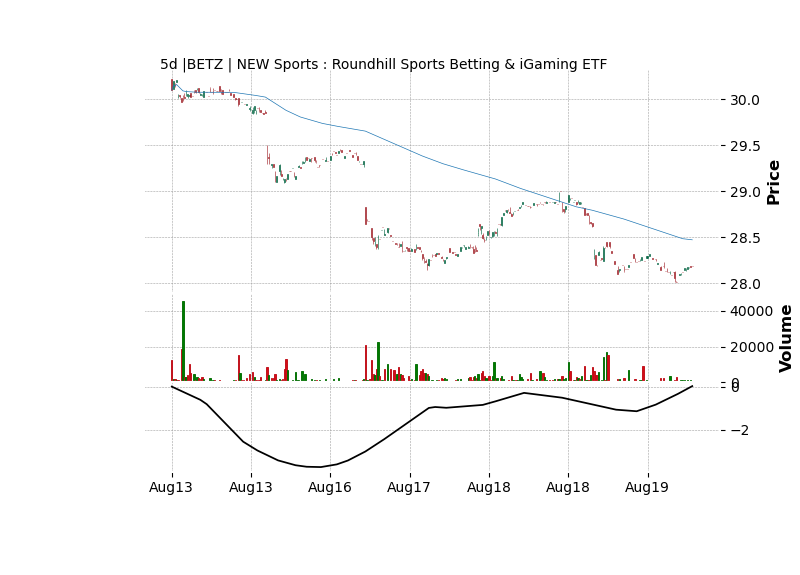 5d |BETZ | NEW Sports : Roundhill Sports Betting & iGaming ETF
30.0
29.5
29.0
28.5
28.0
Price
40000
20000
0
Volume
0
−2
Aug13 Aug13 Aug16 Aug17 Aug18 Aug18 Aug19